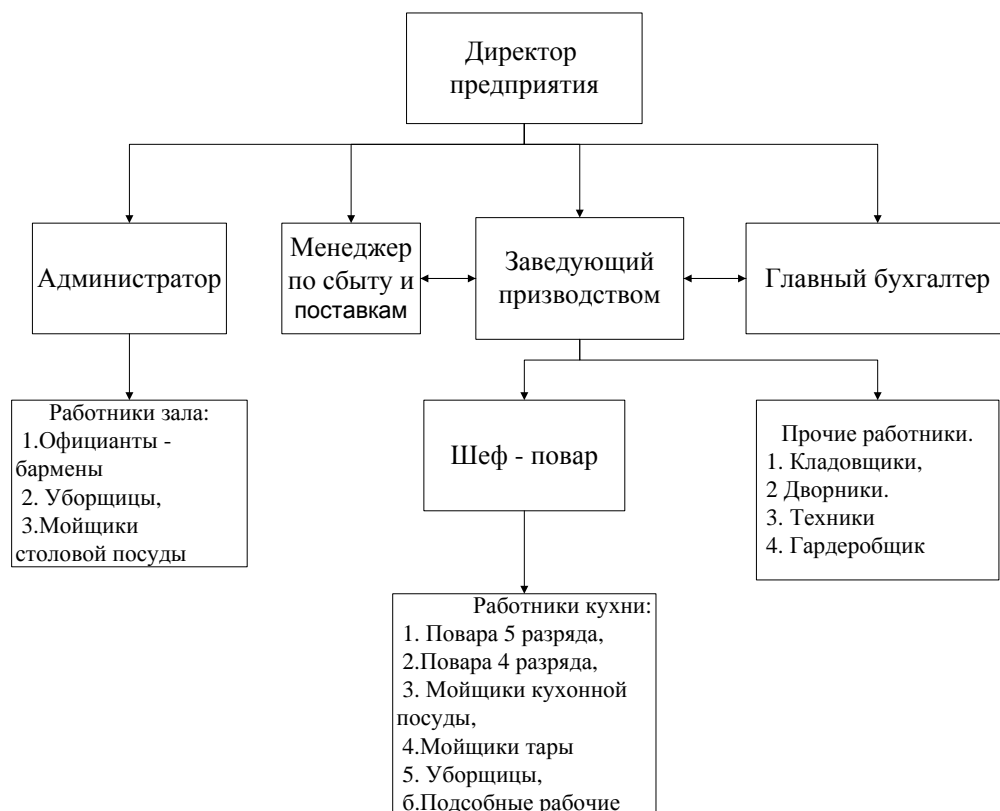 Директор
предприятия
Администратор
Менеджер
по сбыту и
поставкам
Заведующий
призводством
Главный бухгалтер
Работники зала:
1.Официанты -
бармены
2. Уборщицы,
3.Мойщики
столовой посуды
Шеф - повар
Прочие работники.
1. Кладовщики,
2 Дворники.
3. Техники
4. Гардеробщик
Работники кухни:
1. Повара 5 разряда,
2.Повара 4 разряда,
3. Мойщики кухонной
посуды,
4.Мойщики тары
5. Уборщицы,
6.Подсобные рабочие